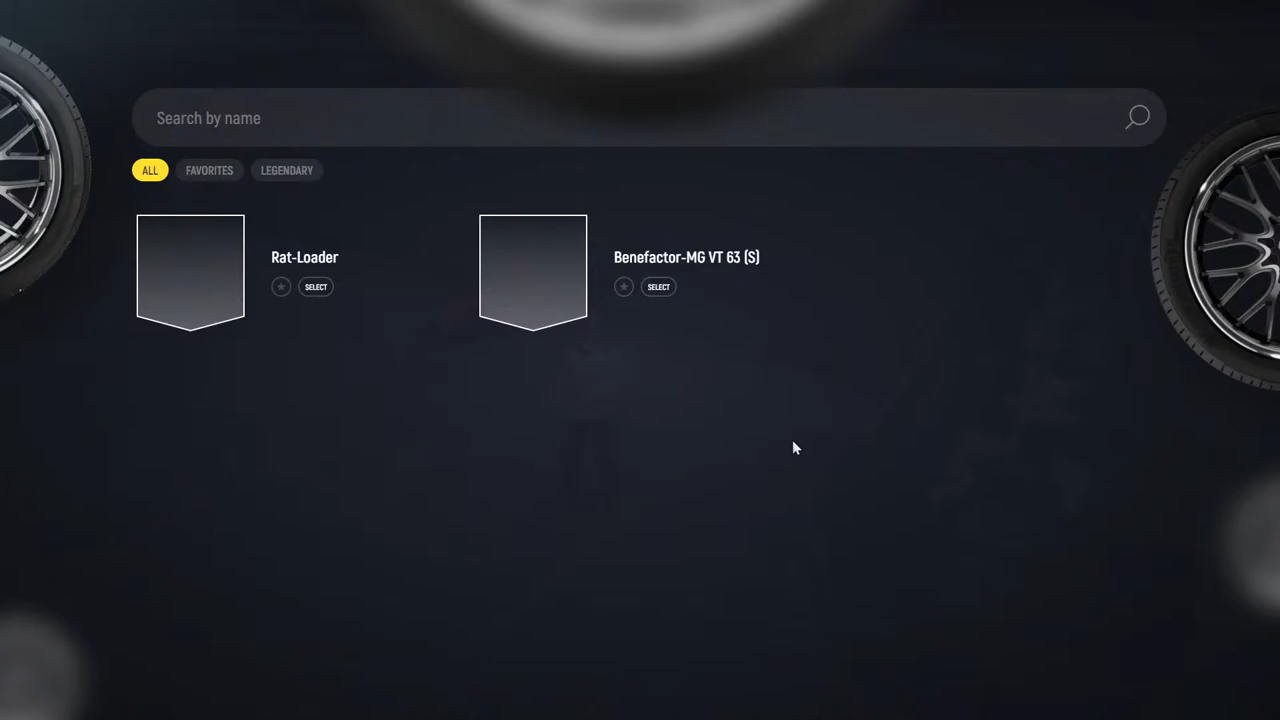 Search by name
ALL FAVORITES LEGENDARY
Rat-Loader
SELECT
Benefactor-MG VT 63 (S)
SELECT